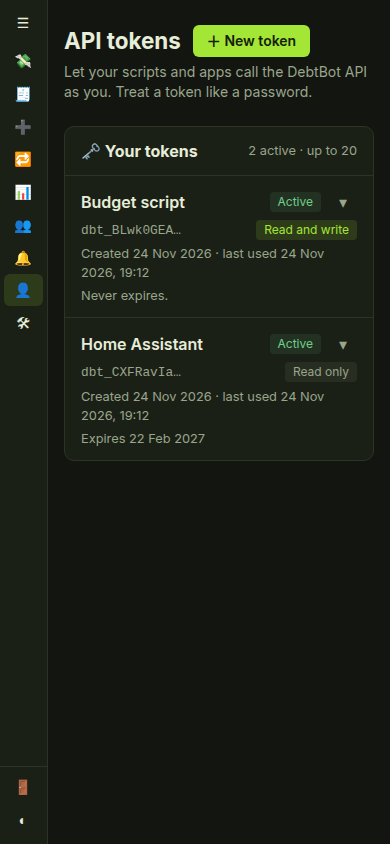 API tokens
+ New token
Let your scripts and apps call the DebtBot API
as you. Treat a token like a password.
Your tokens
2 active · up to 20
Budget script
Active
dbt_BLwk0GEA…
Read and write
Created 24 Nov 2026 · last used 24 Nov
2026, 19:12
Never expires.
Home Assistant
Active
dbt_CXFRavIa…
Read only
Created 24 Nov 2026 · last used 24 Nov
2026, 19:12
Expires 22 Feb 2027